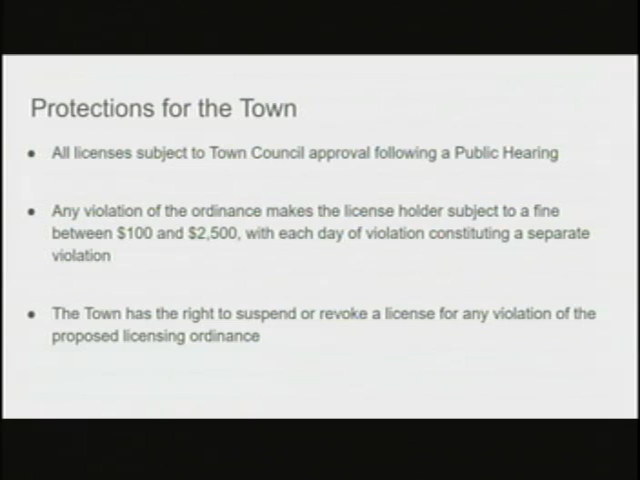 Protections for the Town
● All licenses subject to Town Council approval following a Public Hearing
● Any violation of the ordinance makes the license holder subject to a fine
between $100 and $2,500, with each day of violation constituting a separate
violation
● The Town has the right to suspend or revoke a license for any violation of the
proposed licensing ordinance